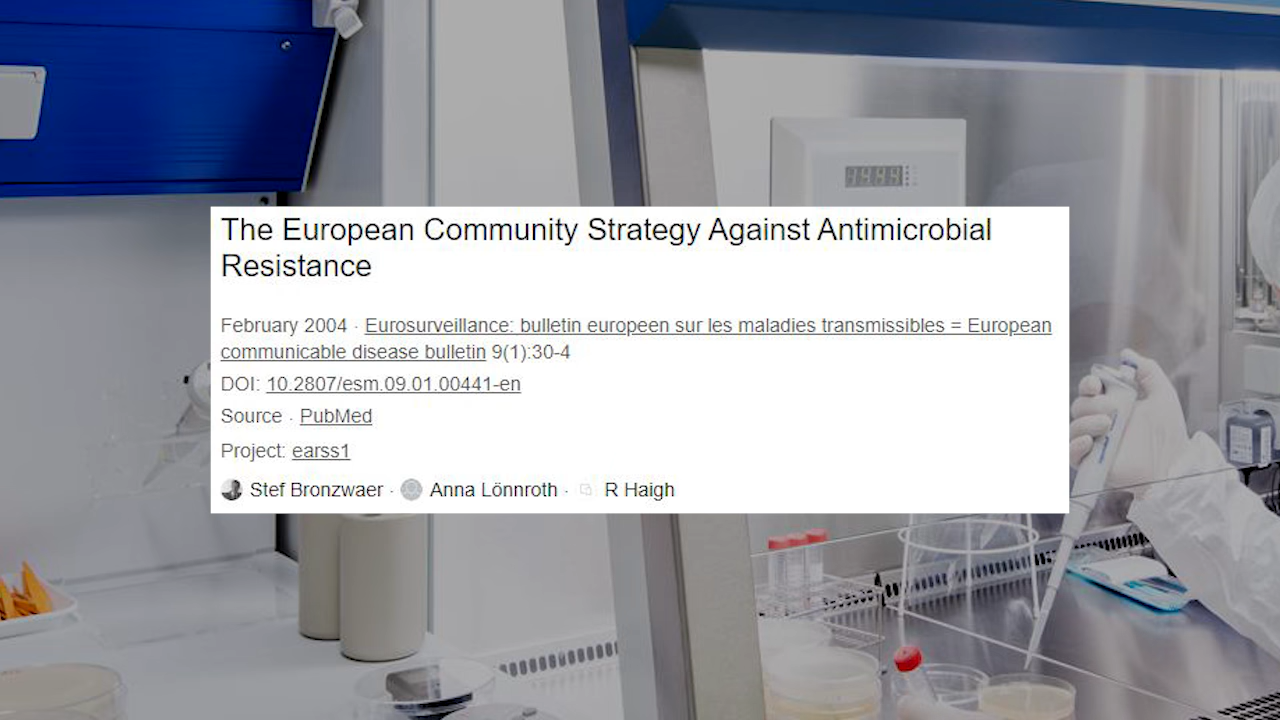 The European Community Strategy Against Antimicrobial
Resistance
February 2004 · Eurosurveillance: bulletin europeen sur les maladies transmissibles = European
communicable disease bulletin 9(1):30-4
DOI: 10.2807/esm.09.01.00441-en
Source · PubMed
Project: earss1
Stef Bronzwaer · Anna Lönnroth · R Haigh